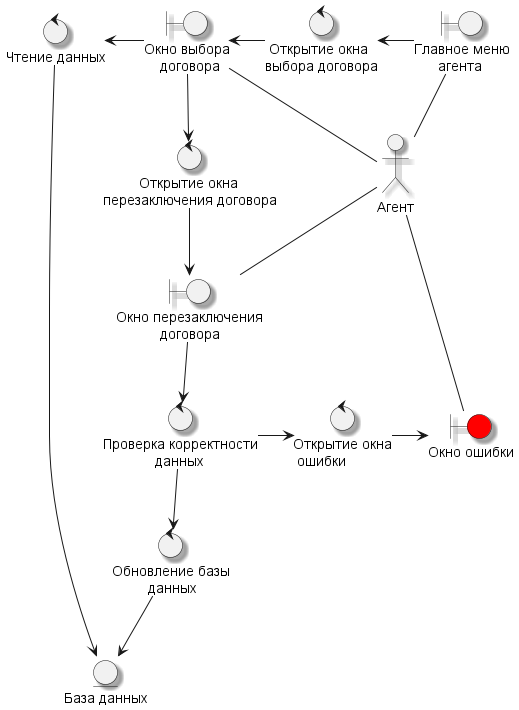 Чтение данных
Окно выбора
договора
Открытие окна
выбора договора
Главное меню
агента
Открытие окна
перезаключения договора
Агент
Окно перезаключения
договора
Проверка корректности
данных
Открытие окна
ошибки
Окно ошибки
Обновление базы
данных
База данных